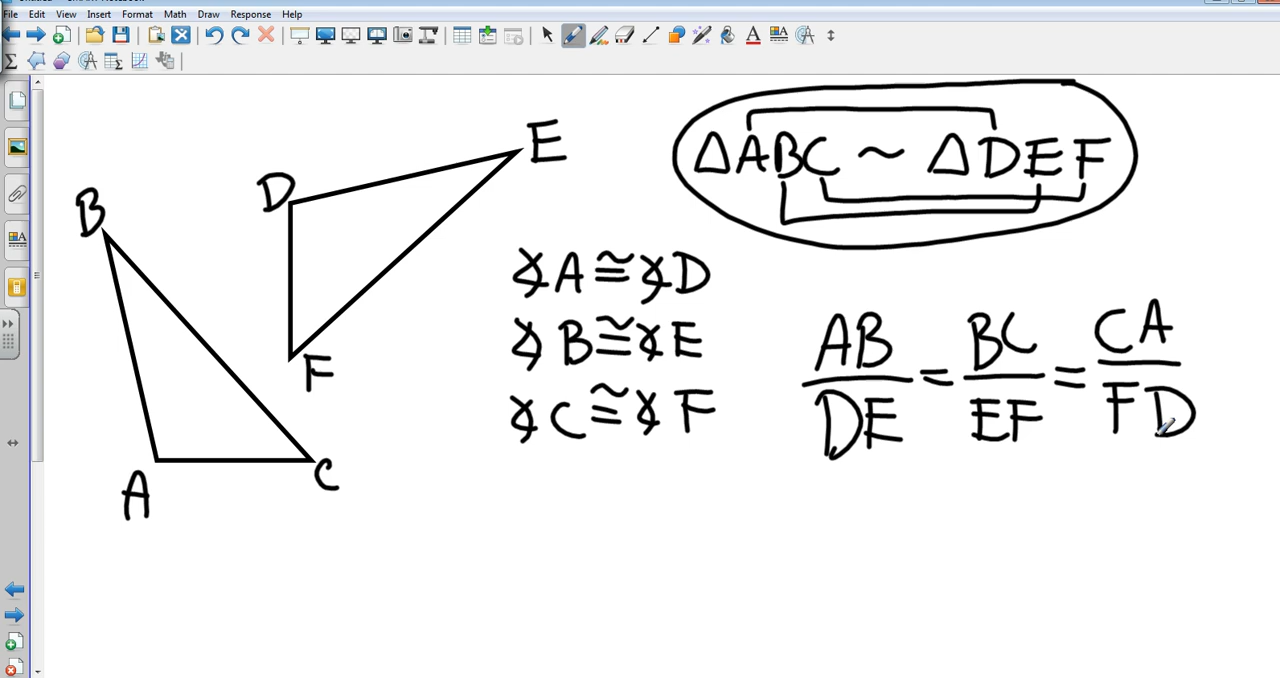 File Edit View Insert Format Math Draw Response Help
E
D
B
F
A
C
△ABC ~ △DEF
∡A≅∡D
∡B≅∡E
∡C≅∡F
AB/DE = BC/EF = CA/FD